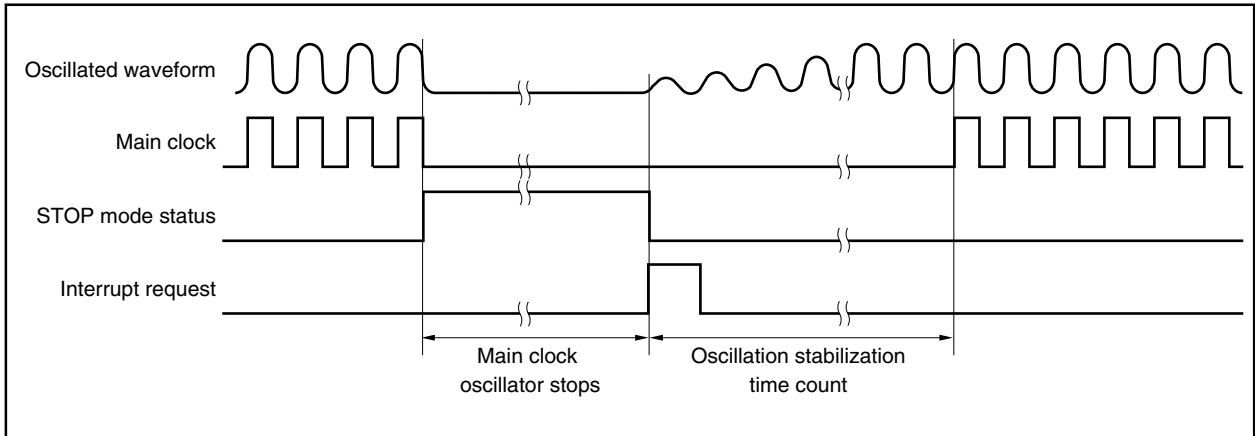 Oscillated waveform
Main clock
STOP mode status
Interrupt request
Main clock
oscillator stops
Oscillation stabilization
time count